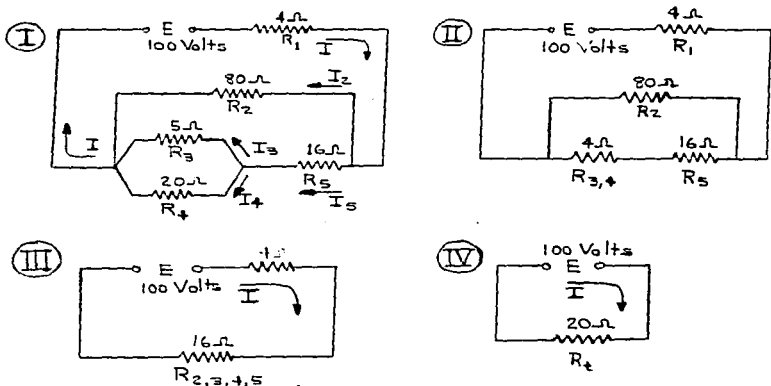 I
E
100 Volts
4Ω
R1
I
I2
80Ω
R2
I
5Ω
R3
I3
20Ω
R4
I4
16Ω
R5
I5
II
E
100 Volts
4Ω
R1
80Ω
R2
4Ω
R3,4
16Ω
R5
III
E
100 Volts
4Ω
I
16Ω
R2,3,4,5
IV
100 Volts
E
I
20Ω
Rt